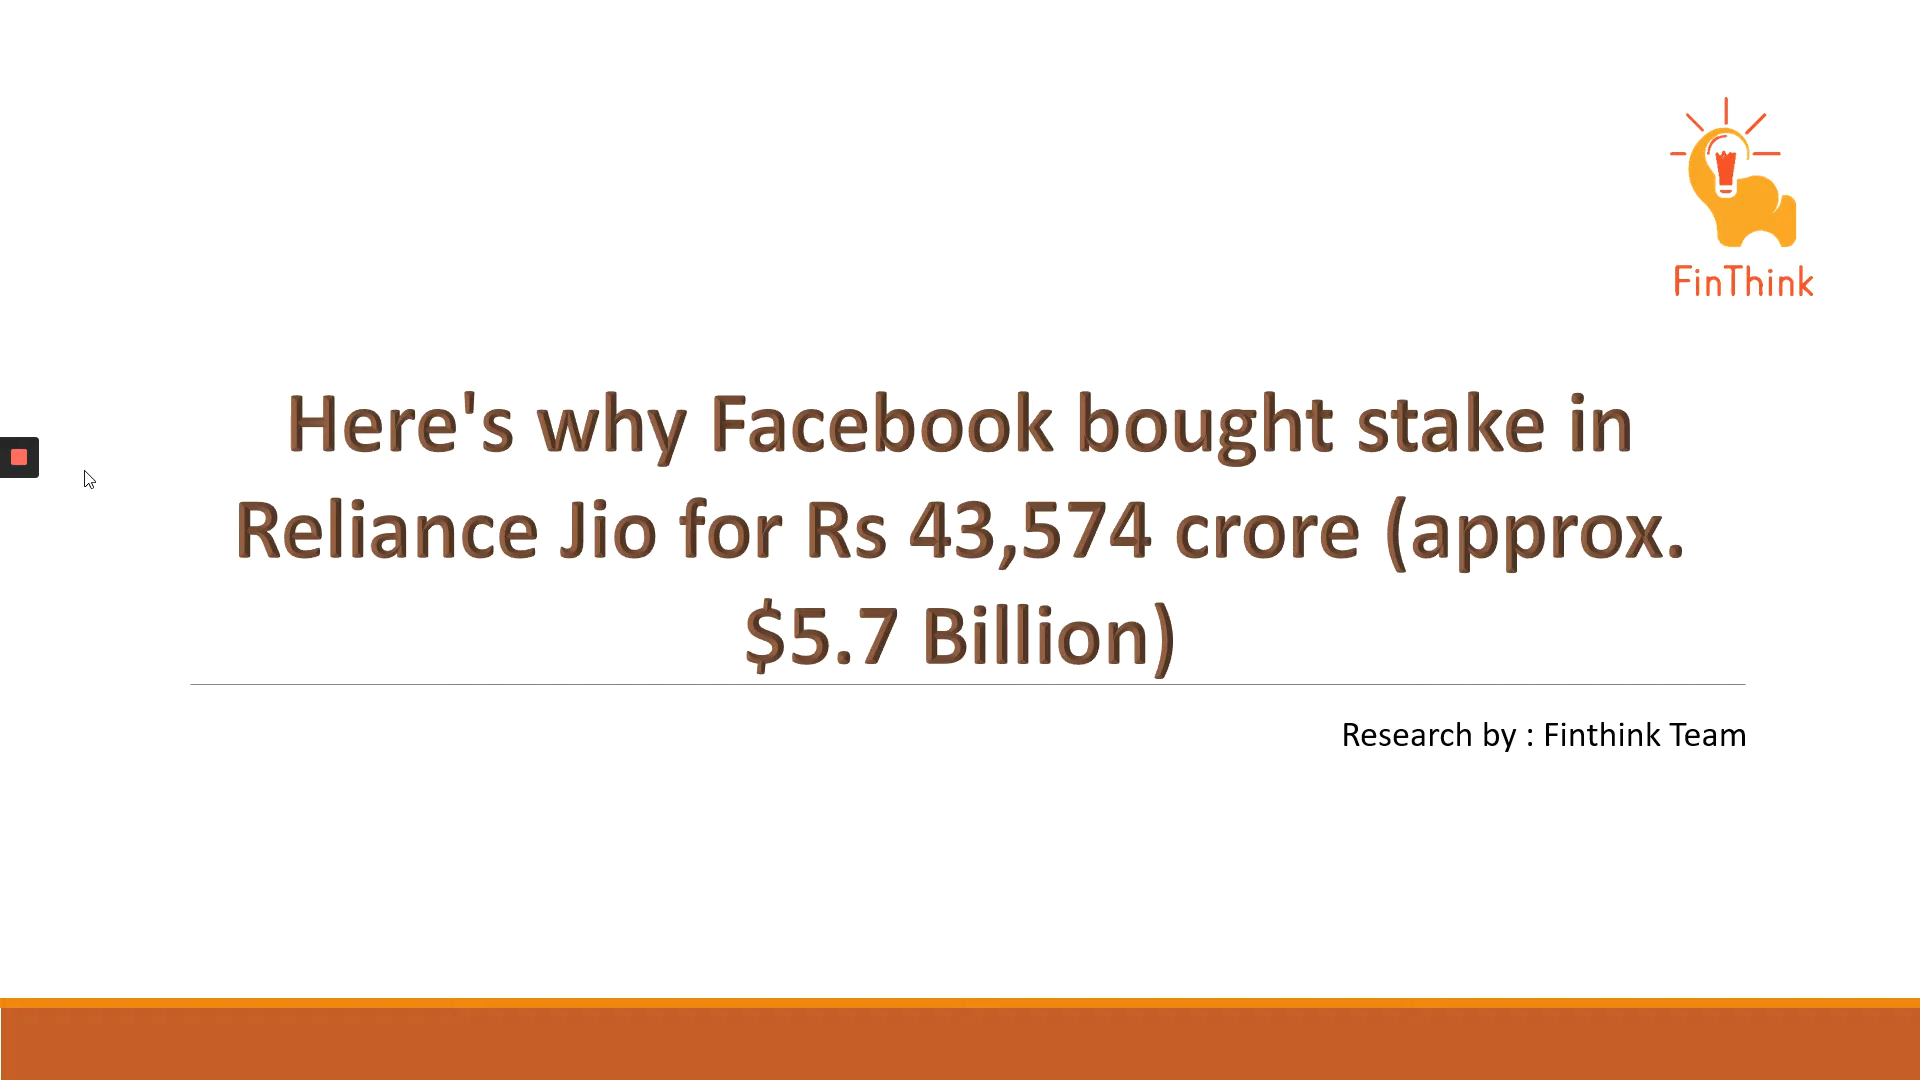 FinThink
Here's why Facebook bought stake in
Reliance Jio for Rs 43,574 crore (approx.
$5.7 Billion)
Research by : Finthink Team